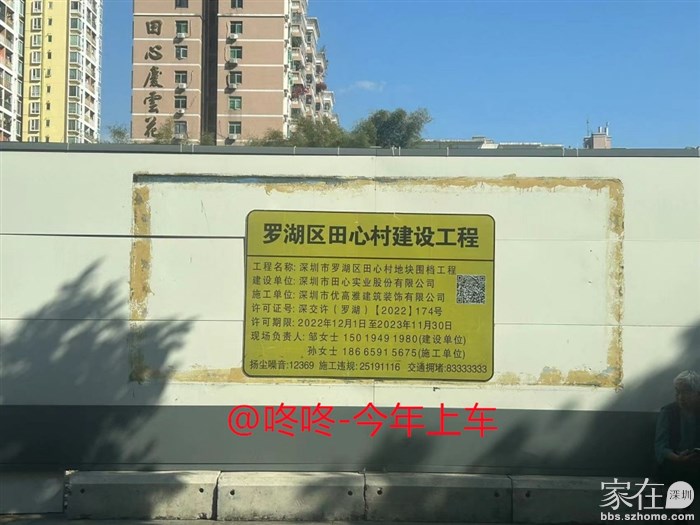 田心慶雲花
罗湖区田心村建设工程
工程名称:深圳市罗湖区田心村地块围档工程
建设单位:深圳市田心实业股份有限公司
施工单位:深圳市优高雅建筑装饰有限公司
许可证号:深交许(罗湖)【2022】174号
许可期限:2022年12月1日至2023年11月30日
现场负责人:邹女士 150 1949 1980(建设单位)
孙女士 186 6591 5675(施工单位)
扬尘噪音:12369 施工违规:25191116 交通拥堵:83333333
@咚咚-今年上车
家在深圳
bbs.szhome.com